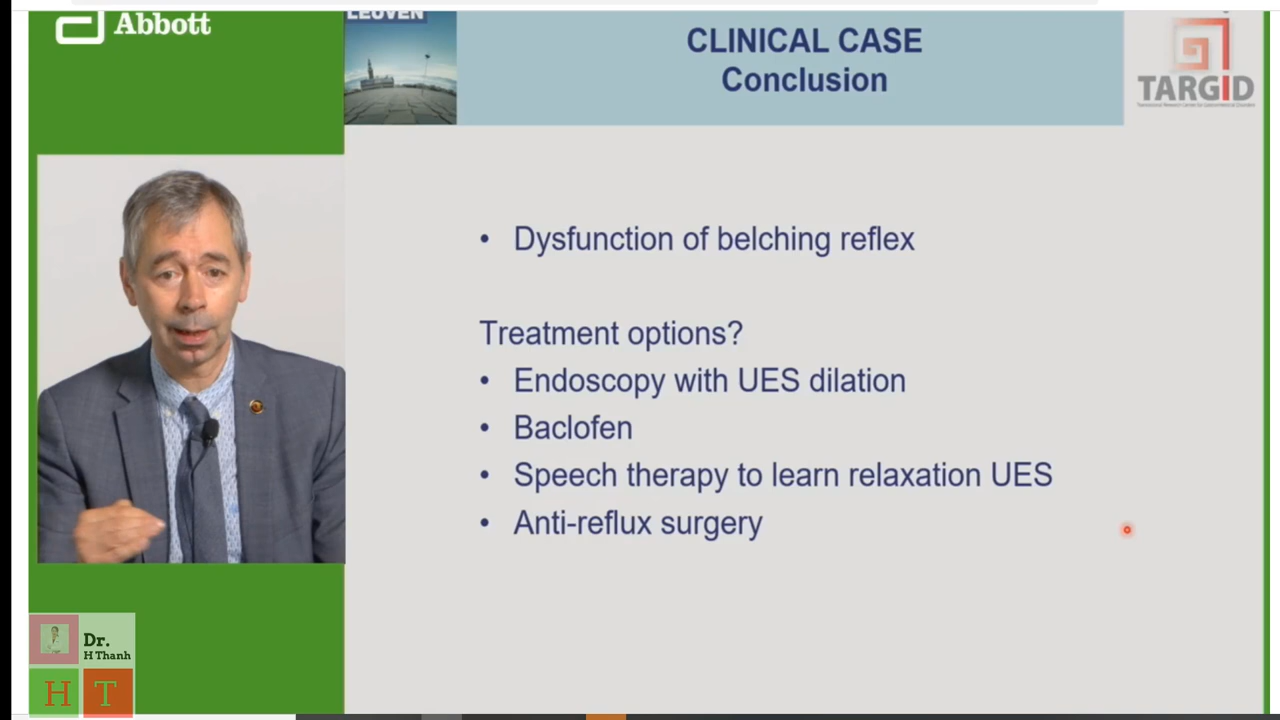 Abbott
LEUVEN
CLINICAL CASE
Conclusion
TARGID
• Dysfunction of belching reflex
Treatment options?
• Endoscopy with UES dilation
• Baclofen
• Speech therapy to learn relaxation UES
• Anti-reflux surgery
Dr.
H Thanh
H T